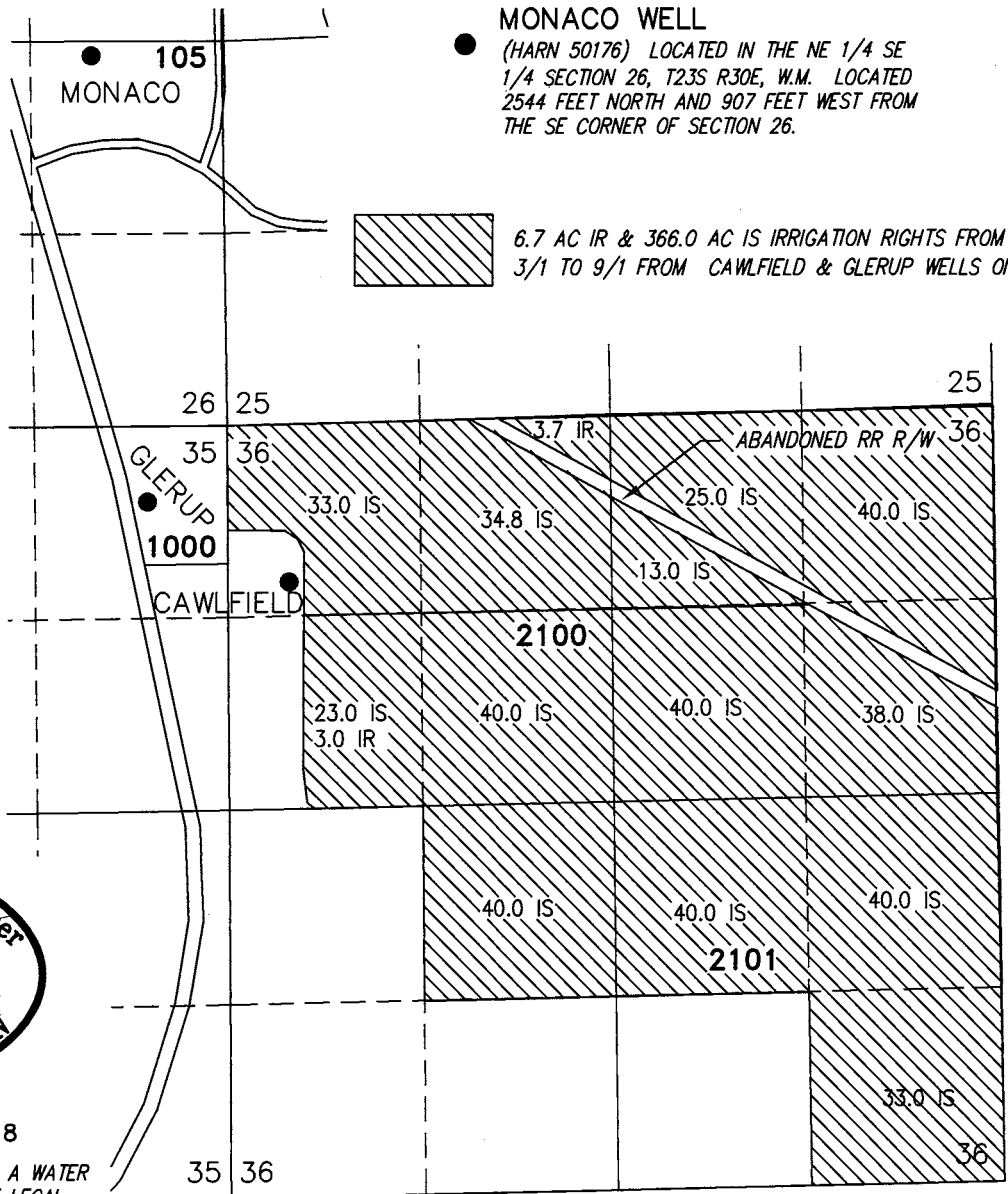 MONACO WELL
(HARN 50176) LOCATED IN THE NE 1/4 SE
1/4 SECTION 26, T23S R30E, W.M. LOCATED
2544 FEET NORTH AND 907 FEET WEST FROM
THE SE CORNER OF SECTION 26.
105
MONACO
6.7 AC IR & 366.0 AC IS IRRIGATION RIGHTS FROM
3/1 TO 9/1 FROM CAWLFIELD & GLERUP WELLS
26 25
25
35 36
36
GLERUP
1000
CAWLFIELD
3.7 IR
ABANDONED RR R/W
33.0 IS
34.8 IS
25.0 IS
40.0 IS
13.0 IS
2100
23.0 IS
3.0 IR
40.0 IS
40.0 IS
38.0 IS
40.0 IS
40.0 IS
40.0 IS
2101
33.0 IS
8
A WATER
LEGAL
35 36
36